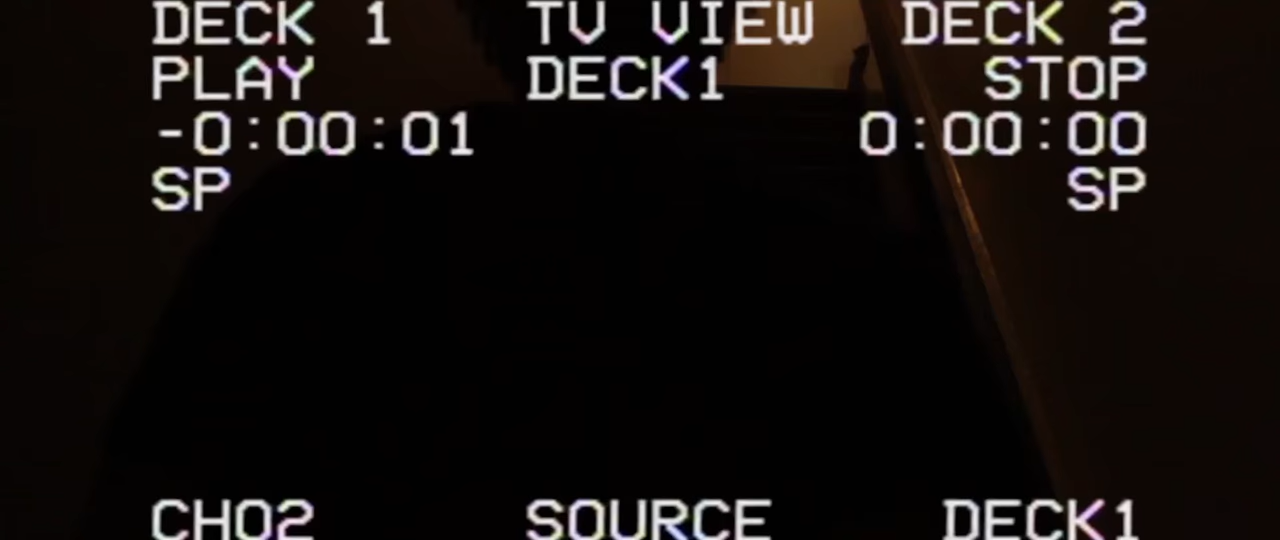 DECK 1 TV VIEW DECK 2
PLAY DECK1 STOP
-0:00:01 0:00:00
SP SP
CH02 SOURCE DECK1